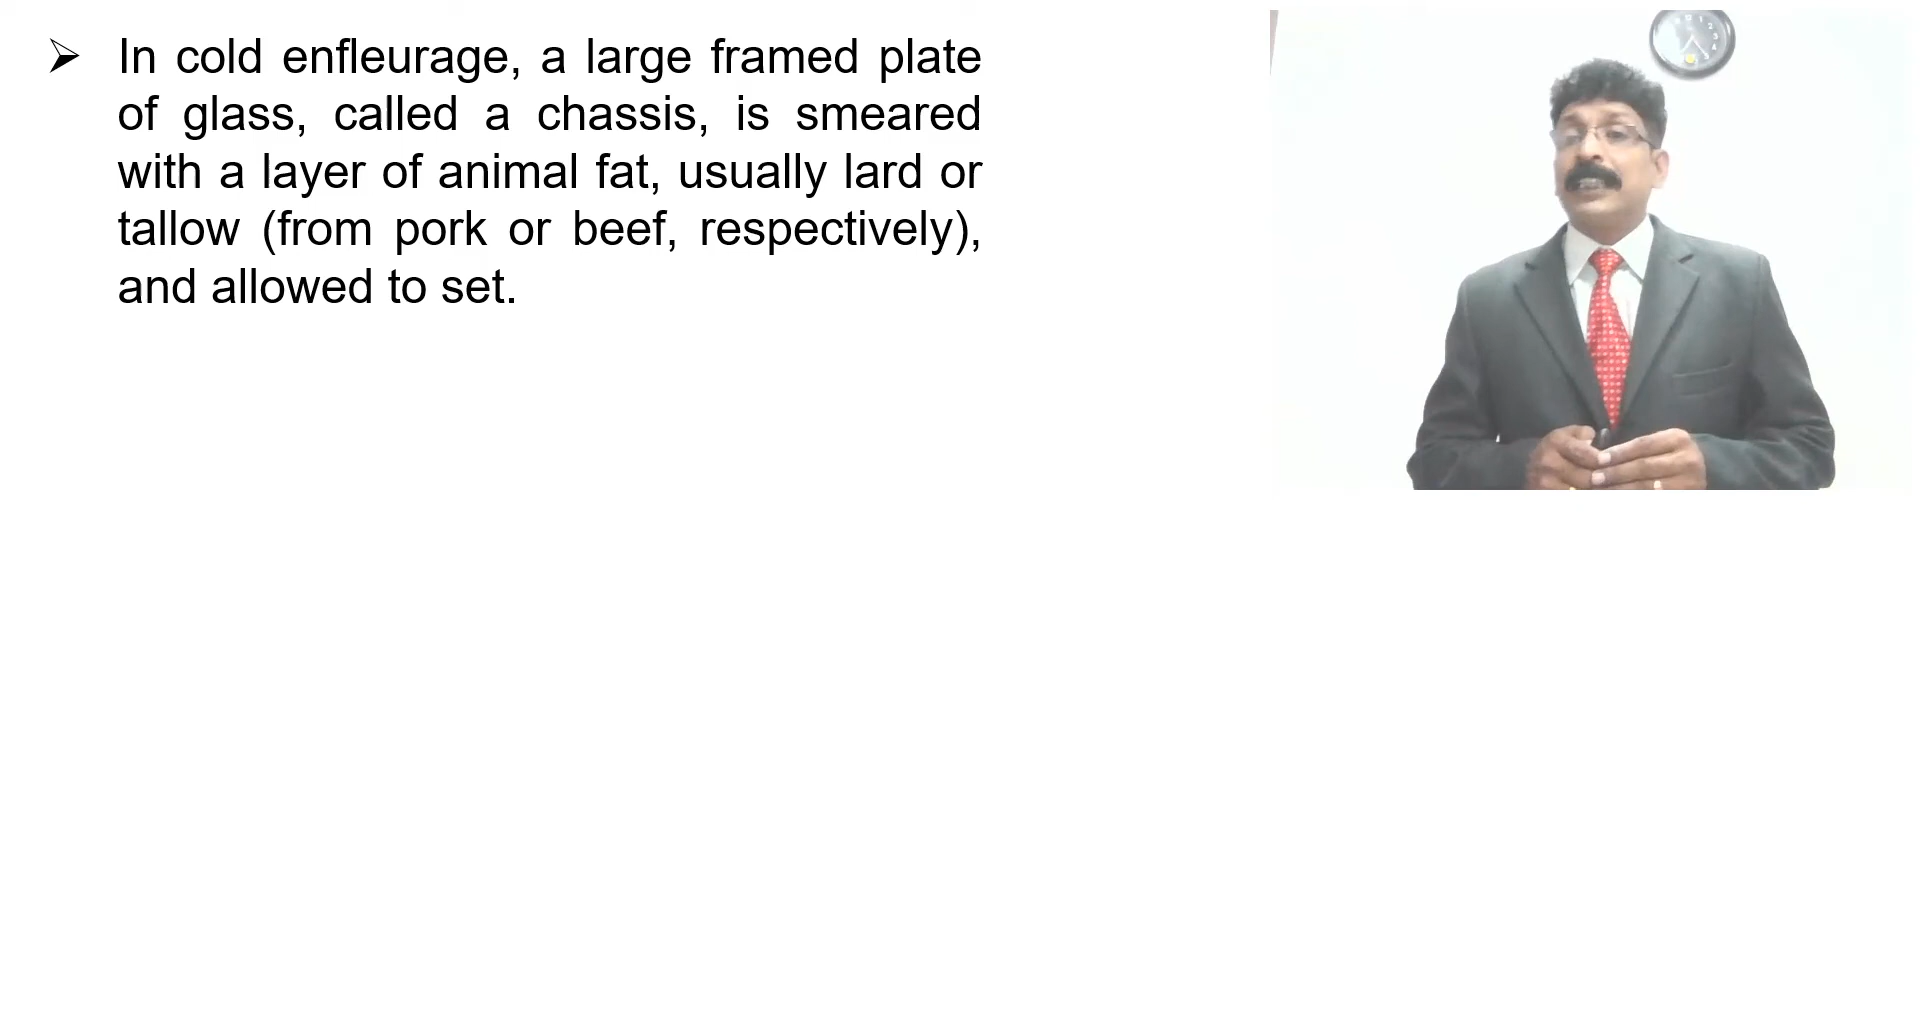 In cold enfleurage, a large framed plate
of glass, called a chassis, is smeared
with a layer of animal fat, usually lard or
tallow (from pork or beef, respectively),
and allowed to set.